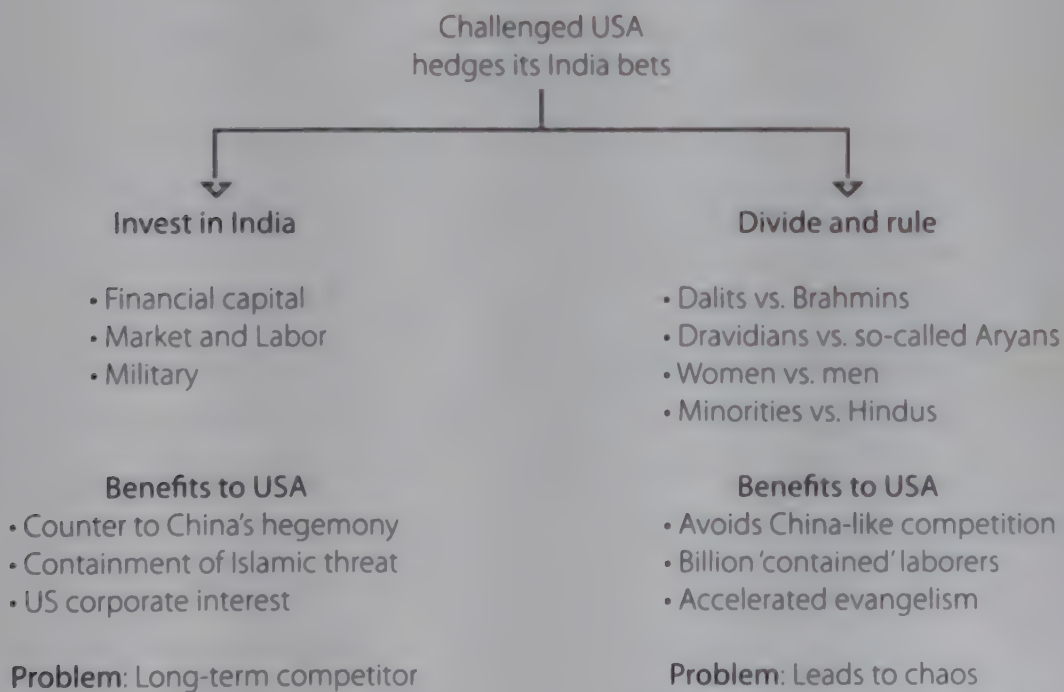 Challenged USA
hedges its India bets
Invest in India
• Financial capital
• Market and Labor
• Military
Benefits to USA
• Counter to China's hegemony
• Containment of Islamic threat
• US corporate interest
Problem: Long-term competitor
Divide and rule
• Dalits vs. Brahmins
• Dravidians vs. so-called Aryans
• Women vs. men
• Minorities vs. Hindus
Benefits to USA
• Avoids China-like competition
• Billion 'contained' laborers
• Accelerated evangelism
Problem: Leads to chaos